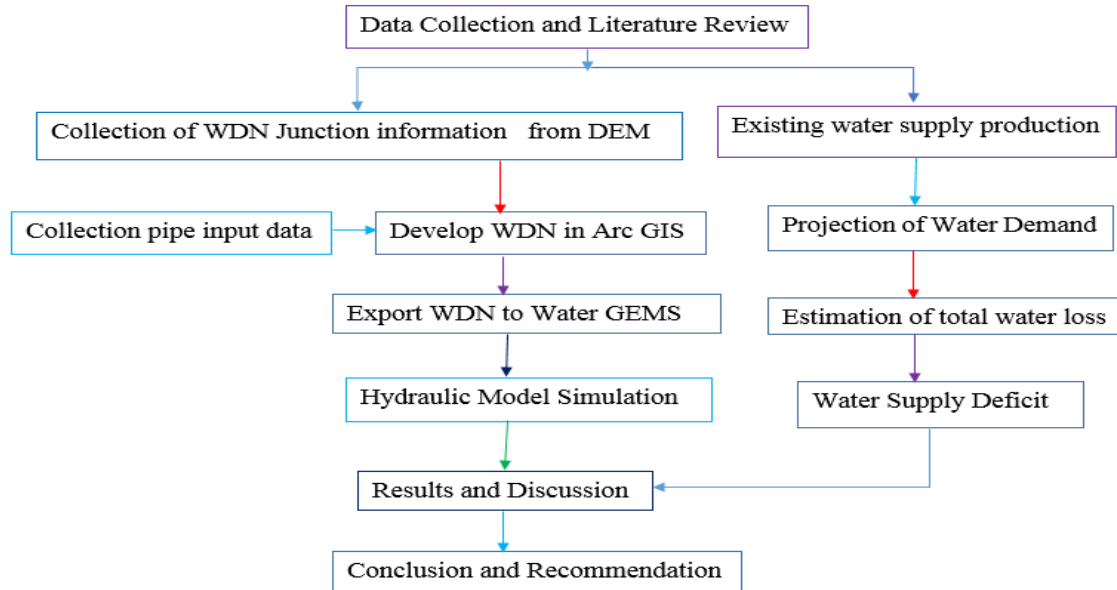 Data Collection and Literature Review
Collection of WDN Junction information from DEM
Existing water supply production
Collection pipe input data
Develop WDN in Arc GIS
Projection of Water Demand
Export WDN to Water GEMS
Estimation of total water loss
Hydraulic Model Simulation
Water Supply Deficit
Results and Discussion
Conclusion and Recommendation